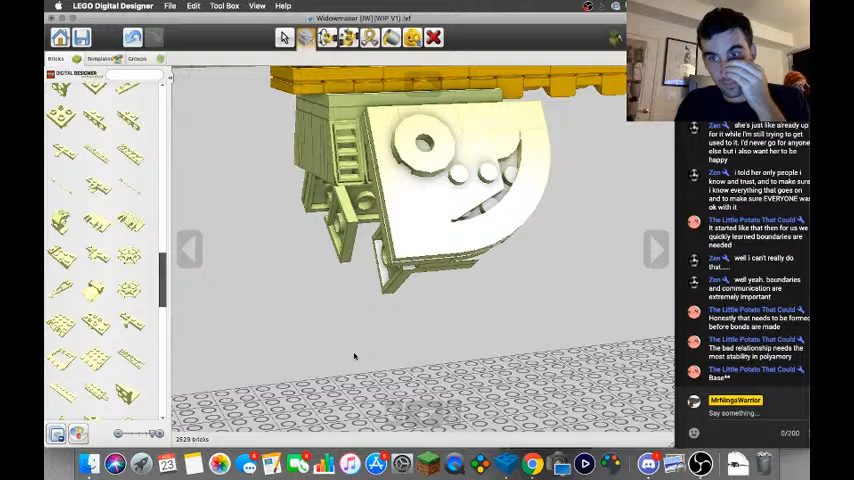 LEGO Digital Designer File Edit Tool Box View Help
Widowmaker [IW](WIP V1).lxf
Bricks Templates Groups
LEGO DIGITAL DESIGNER
Zen she's just like already up
for it while I'm still trying to get
used to it. I'd never go for anyone
else but i also want her to be
happy
Zen i told her only people i
know and trust, and to make sure
i know everything that goes on
and to make sure EVERYONE was
ok with it
The Little Potato That Could
It started like that then for us we
quickly learned boundaries are
needed
Zen well i can't really do
that.....
Zen well yeah. boundaries
and communication are
extremely important
The Little Potato That Could
Honestly that needs to be formed
before bonds are made
The Little Potato That Could
The bad relationship needs the
most stability in polyamory
The Little Potato That Could
Base**
MrNingaWarrior
Say something...
0/200
2529 bricks
23